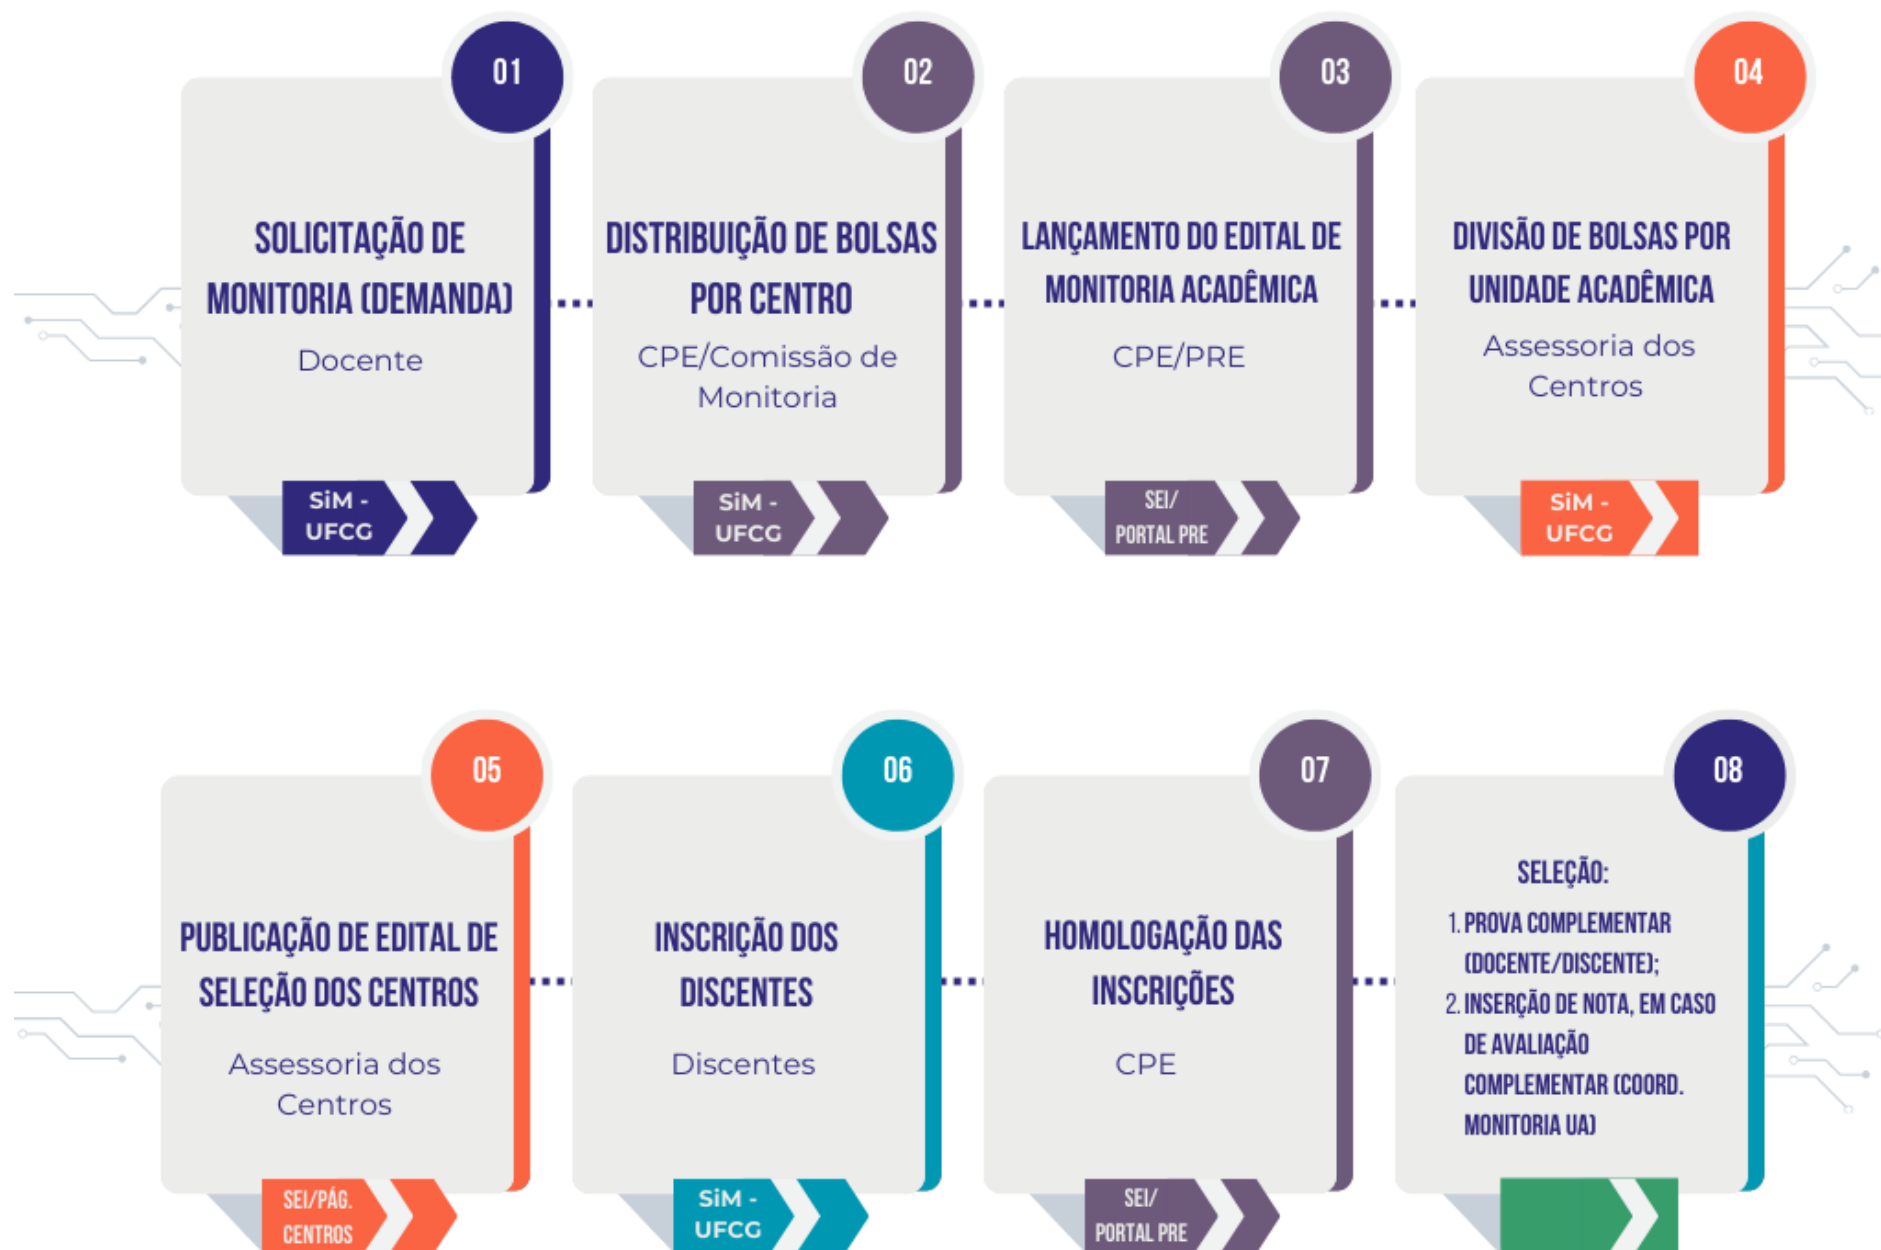 01
SOLICITAÇÃO DE
MONITORIA (DEMANDA)
Docente
SiM -
UFCG
02
DISTRIBUIÇÃO DE BOLSAS
POR CENTRO
CPE/Comissão de
Monitoria
SiM -
UFCG
03
LANÇAMENTO DO EDITAL DE
MONITORIA ACADÊMICA
CPE/PRE
SEI/
PORTAL PRE
04
DIVISÃO DE BOLSAS POR
UNIDADE ACADÊMICA
Assessoria dos
Centros
SiM -
UFCG
05
PUBLICAÇÃO DE EDITAL DE
SELEÇÃO DOS CENTROS
Assessoria dos
Centros
SEI/PÁG.
CENTROS
06
INSCRIÇÃO DOS
DISCENTES
Discentes
SiM -
UFCG
07
HOMOLOGAÇÃO DAS
INSCRIÇÕES
CPE
SEI/
PORTAL PRE
08
SELEÇÃO:
1. PROVA COMPLEMENTAR
(DOCENTE/DISCENTE);
2. INSERÇÃO DE NOTA, EM CASO
DE AVALIAÇÃO
COMPLEMENTAR (COORD.
MONITORIA UA)